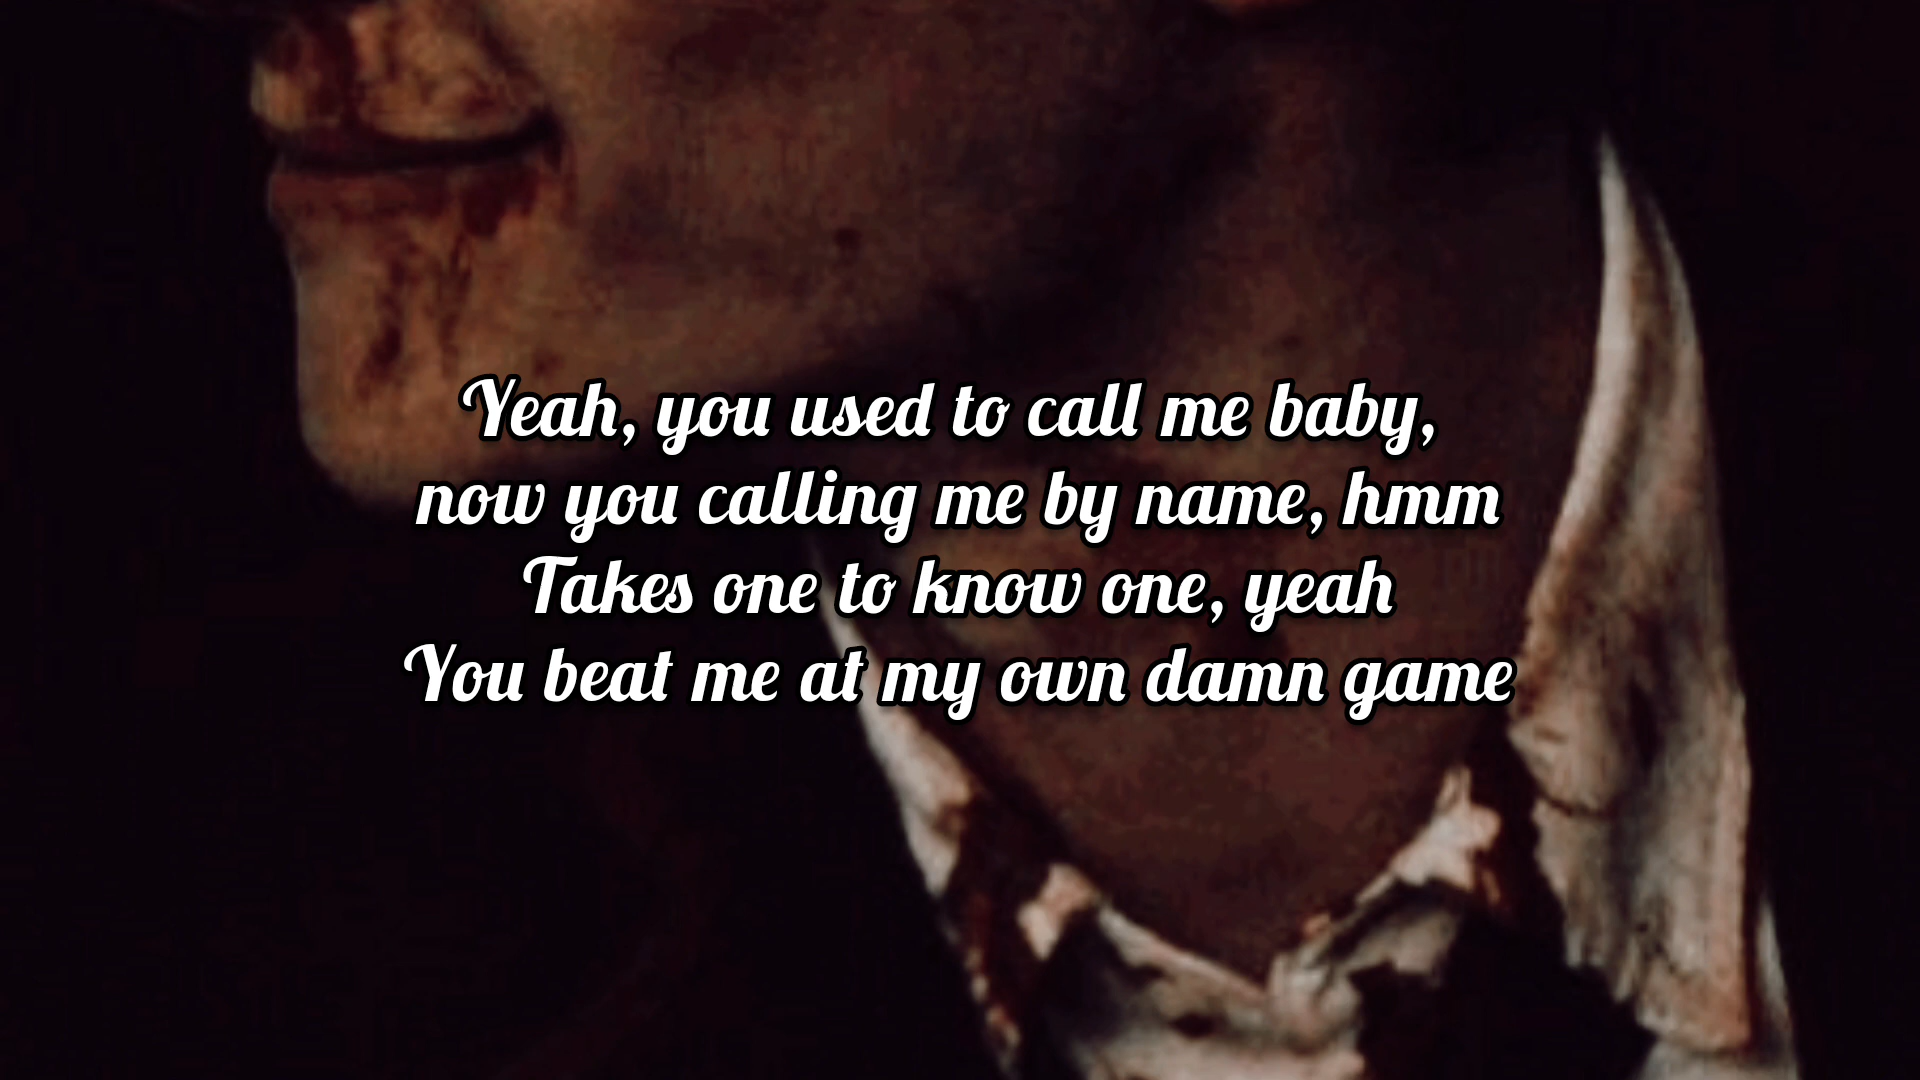 Yeah, you used to call me baby,
now you calling me by name, hmm
Takes one to know one, yeah
You beat me at my own damn game